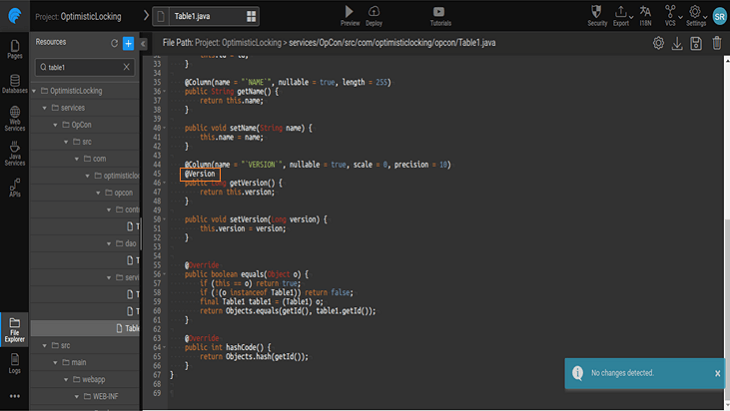 Project: OptimisticLocking
Table1.java
Preview
Deploy
Tutorials
Security
Export
I18N
VCS
Settings
SR
Pages
Databases
Web
Services
Java
Services
APIs
File
Explorer
Logs
Resources
table1
OptimisticLocking
services
OpCon
src
com
optimisticlo
opcon
cont
T
dao
T
servi
T
T
Table
src
main
webapp
WEB-INF
File Path: Project: OptimisticLocking > services/OpCon/src/com/optimisticlocking/opcon/Table1.java
33 }
34
35 @Column(name = "`NAME`", nullable = true, length = 255)
36 public String getName() {
37 return this.name;
38 }
39
40 public void setName(String name) {
41 this.name = name;
42 }
43
44 @Column(name = "`VERSION`", nullable = true, scale = 0, precision = 10)
45 @Version
46 public Long getVersion() {
47 return this.version;
48 }
49
50 public void setVersion(Long version) {
51 this.version = version;
52 }
53
54
55 @Override
56 public boolean equals(Object o) {
57 if (this == o) return true;
58 if (!(o instanceof Table1)) return false;
59 final Table1 table1 = (Table1) o;
60 return Objects.equals(getId(), table1.getId());
61 }
62
63 @Override
64 public int hashCode() {
65 return Objects.hash(getId());
66 }
67 }
68
69
No changes detected.